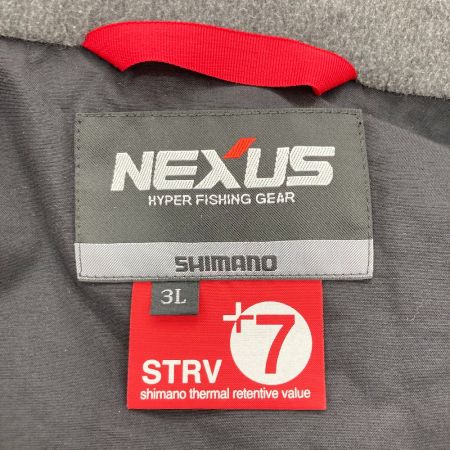 NEXUS
HYPER FISHING GEAR
SHIMANO
3L
+7
STRV
shimano thermal retentive value